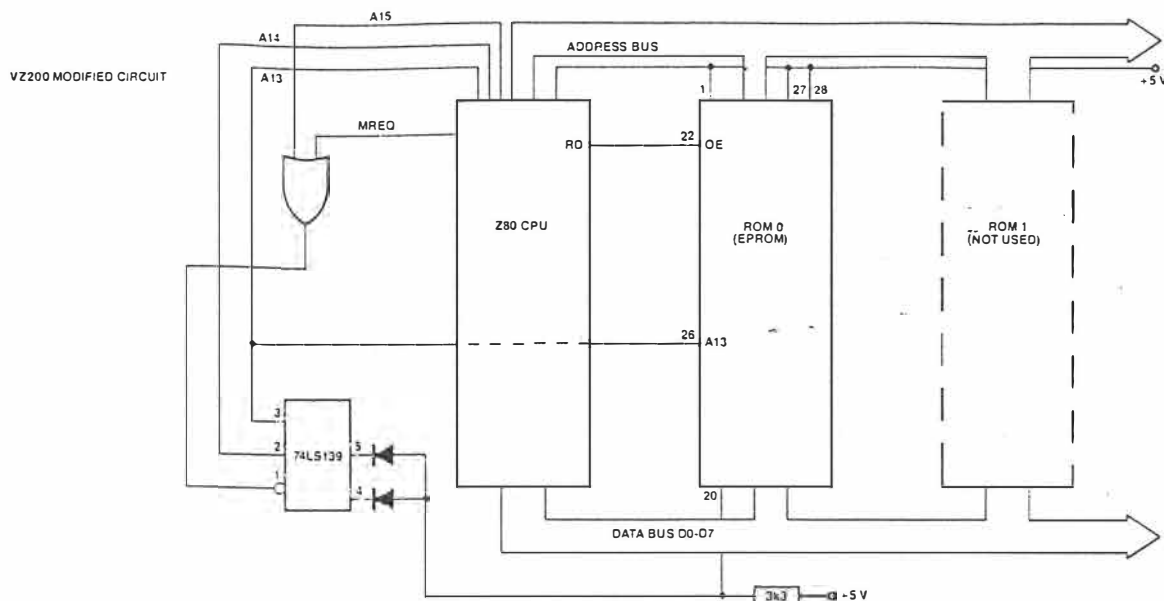 A15
A14
ADDRESS BUS
VZ200 MODIFIED CIRCUIT
A13
+5 V
1
27 28
MREQ
RD
22
OE
Z80 CPU
ROM 0
(EPROM)
ROM 1
(NOT USED)
26
A13
3
2
74LS139
5
1
4
20
DATA BUS D0-D7
3k3
+5 V